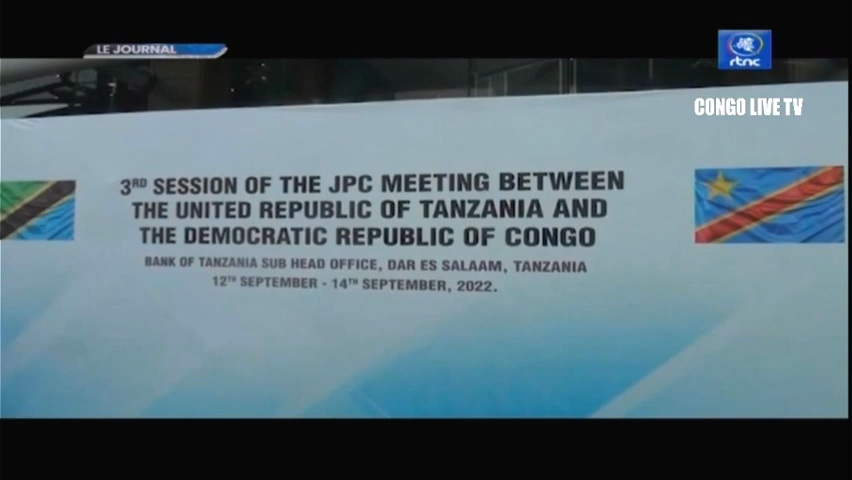 LE JOURNAL
rtnc
CONGO LIVE TV
3RD SESSION OF THE JPC MEETING BETWEEN
THE UNITED REPUBLIC OF TANZANIA AND
THE DEMOCRATIC REPUBLIC OF CONGO
BANK OF TANZANIA SUB HEAD OFFICE, DAR ES SALAAM, TANZANIA
12TH SEPTEMBER - 14TH SEPTEMBER, 2022.